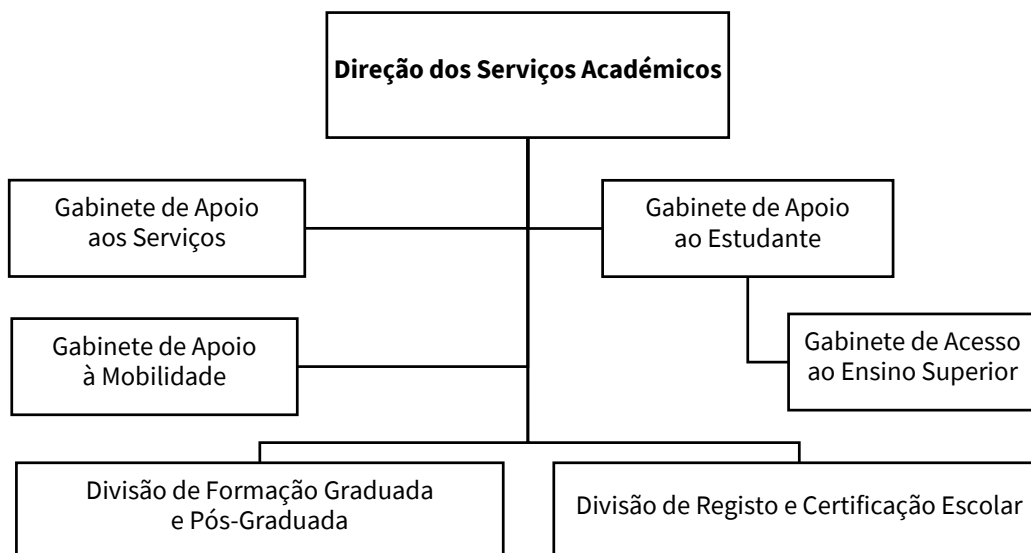 Direção dos Serviços Académicos
Gabinete de Apoio
aos Serviços
Gabinete de Apoio
ao Estudante
Gabinete de Apoio
à Mobilidade
Gabinete de Acesso
ao Ensino Superior
Divisão de Formação Graduada
e Pós-Graduada
Divisão de Registo e Certificação Escolar